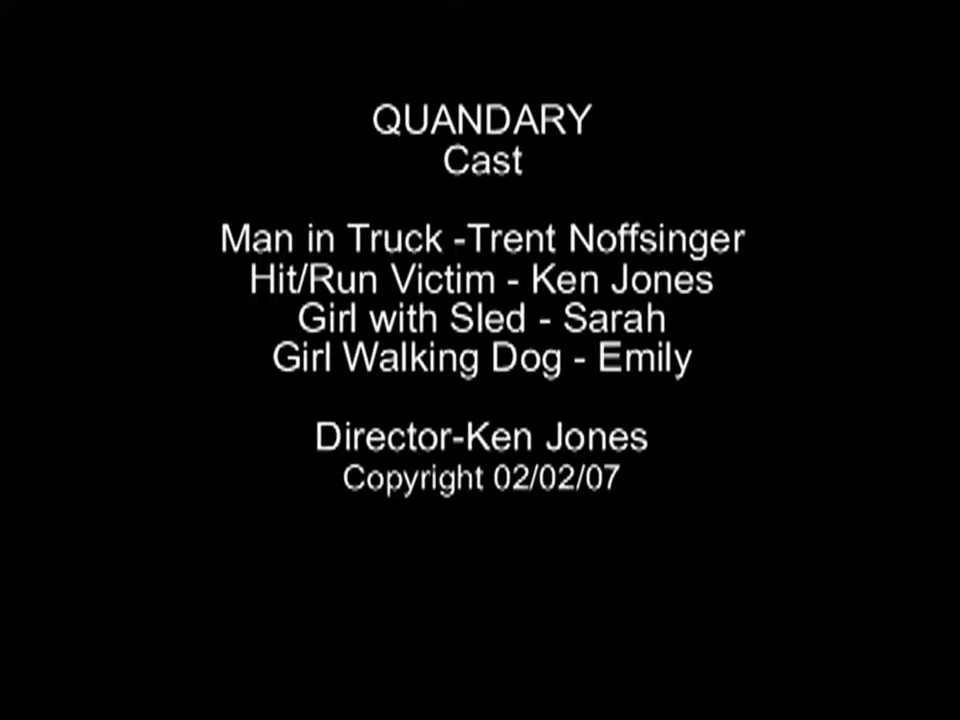 QUANDARY
Cast
Man in Truck -Trent Noffsinger
Hit/Run Victim - Ken Jones
Girl with Sled - Sarah
Girl Walking Dog - Emily
Director-Ken Jones
Copyright 02/02/07